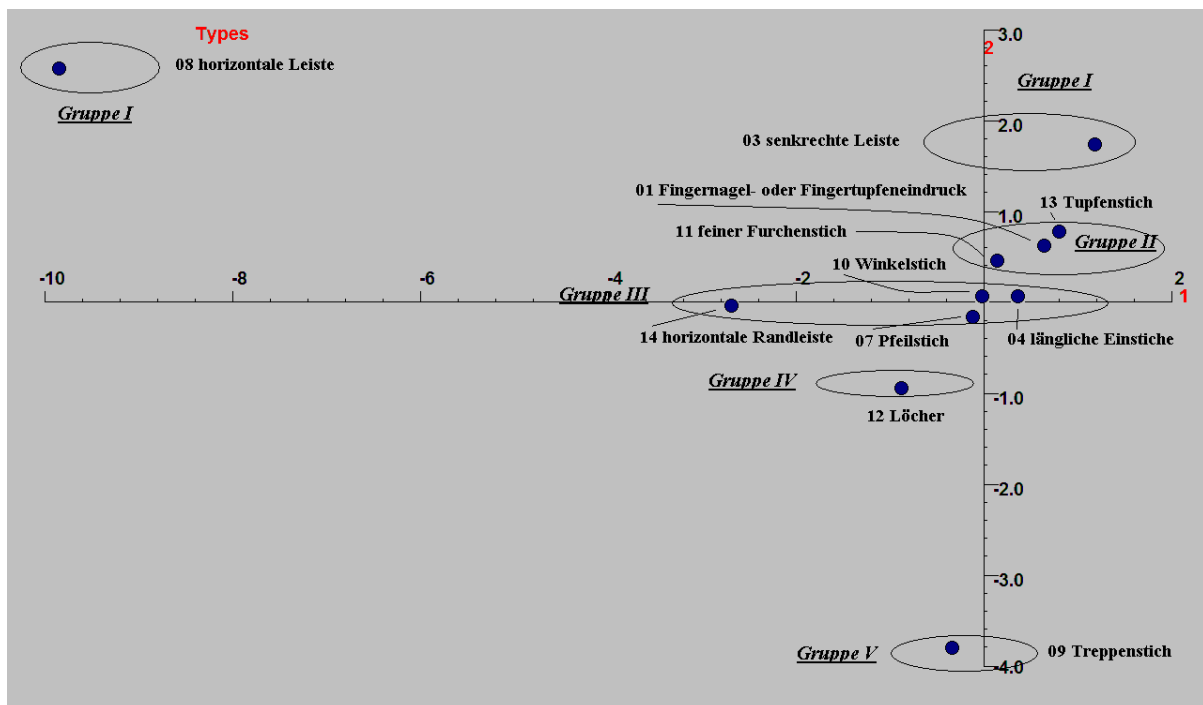 Types
3.0
2
08 horizontale Leiste
Gruppe I
Gruppe I
2.0
03 senkrechte Leiste
01 Fingernagel- oder Fingertupfeneindruck
13 Tupfenstich
1.0
11 feiner Furchenstich
Gruppe II
10 Winkelstich
-10
-8
-6
-4
-2
2
Gruppe III
1
14 horizontale Randleiste
07 Pfeilstich
04 längliche Einstiche
Gruppe IV
-1.0
12 Löcher
-2.0
-3.0
Gruppe V
09 Treppenstich
-4.0